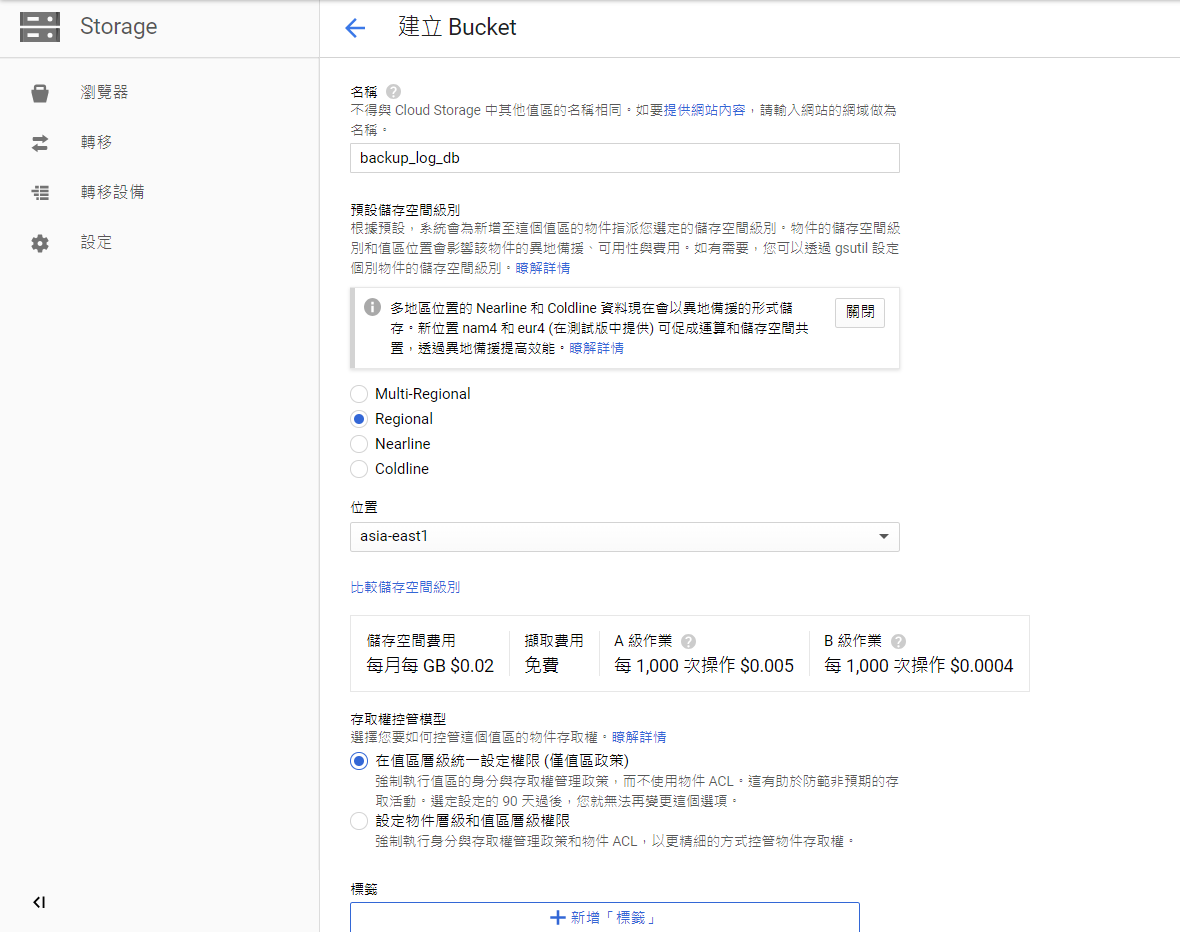 Storage
建立 Bucket
瀏覽器
轉移
轉移設備
設定
名稱
不得與 Cloud Storage 中其他值區的名稱相同。如要提供網站內容，請輸入網站的網域做為
名稱。
backup_log_db
預設儲存空間級別
根據預設，系統會為新增至這個值區的物件指派您選定的儲存空間級別。物件的儲存空間級
別和值區位置會影響該物件的異地備援、可用性與費用。如有需要，您可以透過 gsutil 設定
個別物件的儲存空間級別。瞭解詳情
多地區位置的 Nearline 和 Coldline 資料現在會以異地備援的形式儲
存。新位置 nam4 和 eur4 (在測試版中提供) 可促成運算和儲存空間共
置，透過異地備援提高效能。瞭解詳情
關閉
Multi-Regional
Regional
Nearline
Coldline
位置
asia-east1
比較儲存空間級別
儲存空間費用 擷取費用 A 級作業 B 級作業
每月每 GB $0.02 免費 每 1,000 次操作 $0.005 每 1,000 次操作 $0.0004
存取權控管模型
選擇您要如何控管這個值區的物件存取權。瞭解詳情
在值區層級統一設定權限 (僅值區政策)
強制執行值區的身分與存取權管理政策，而不使用物件 ACL。這有助於防範非預期的存
取活動。選定設定的 90 天過後，您就無法再變更這個選項。
設定物件層級和值區層級權限
強制執行身分與存取權管理政策和物件 ACL，以更精細的方式控管物件存取權。
標籤
新增「標籤」